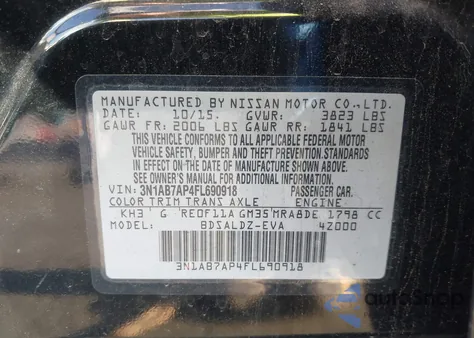 MANUFACTURED BY NISSAN MOTOR CO., LTD.
DATE: 10/15. GVWR: 3823 LBS
GAWR FR: 2006 LBS GAWR RR: 1841 LBS
THIS VEHICLE CONFORMS TO ALL APPLICABLE FEDERAL MOTOR
VEHICLE SAFETY, BUMPER AND THEFT PREVENTION.STANDARDS
IN EFFECT ON THE DATE OF MANUFACTURE SHOWN ABOVE.
SEE OWNER'S MANUAL FOR ADDITIONAL INFORMATION.
VIN: 3N1AB7AP4FL690918 PASSENGER CAR.
COLOR TRIM TRANS AXLE ENGINE
KH3 G RE0F11A GM35 MRA8DE 1798 CC
MODEL: BDSALDZ-EVA 4Z000
3N1AB7AP4FL690918
autoSnap